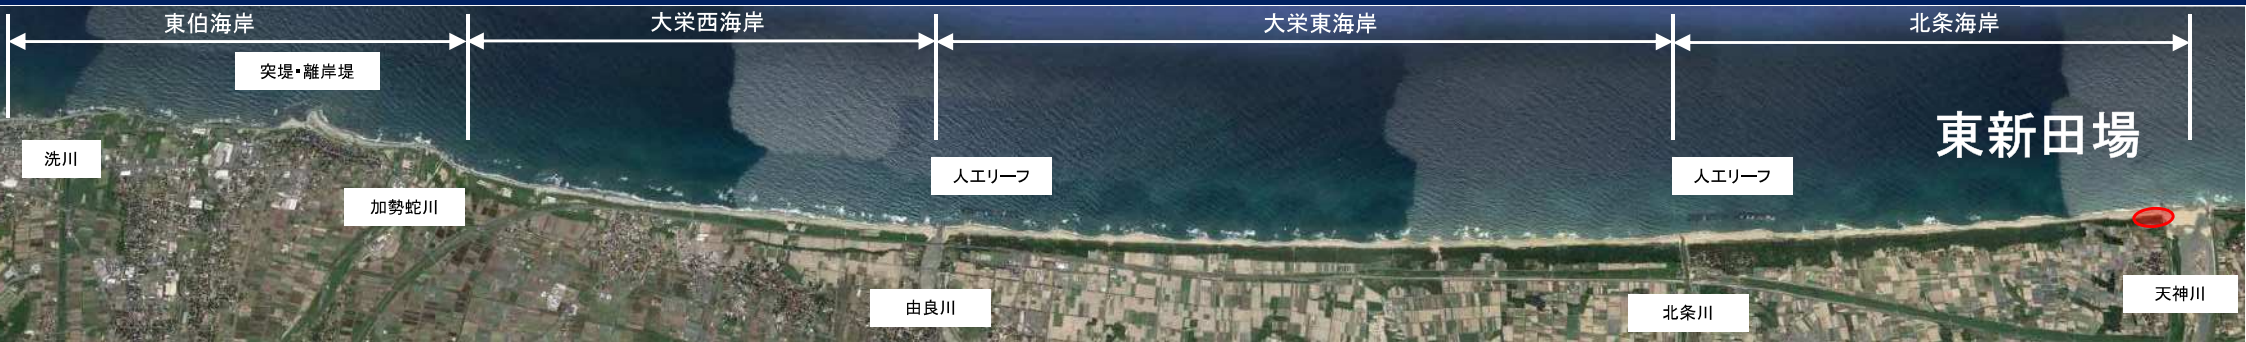 東伯海岸
大栄西海岸
大栄東海岸
北条海岸
突堤・離岸堤
東新田場
洗川
人工リーフ
人工リーフ
加勢蛇川
由良川
北条川
天神川